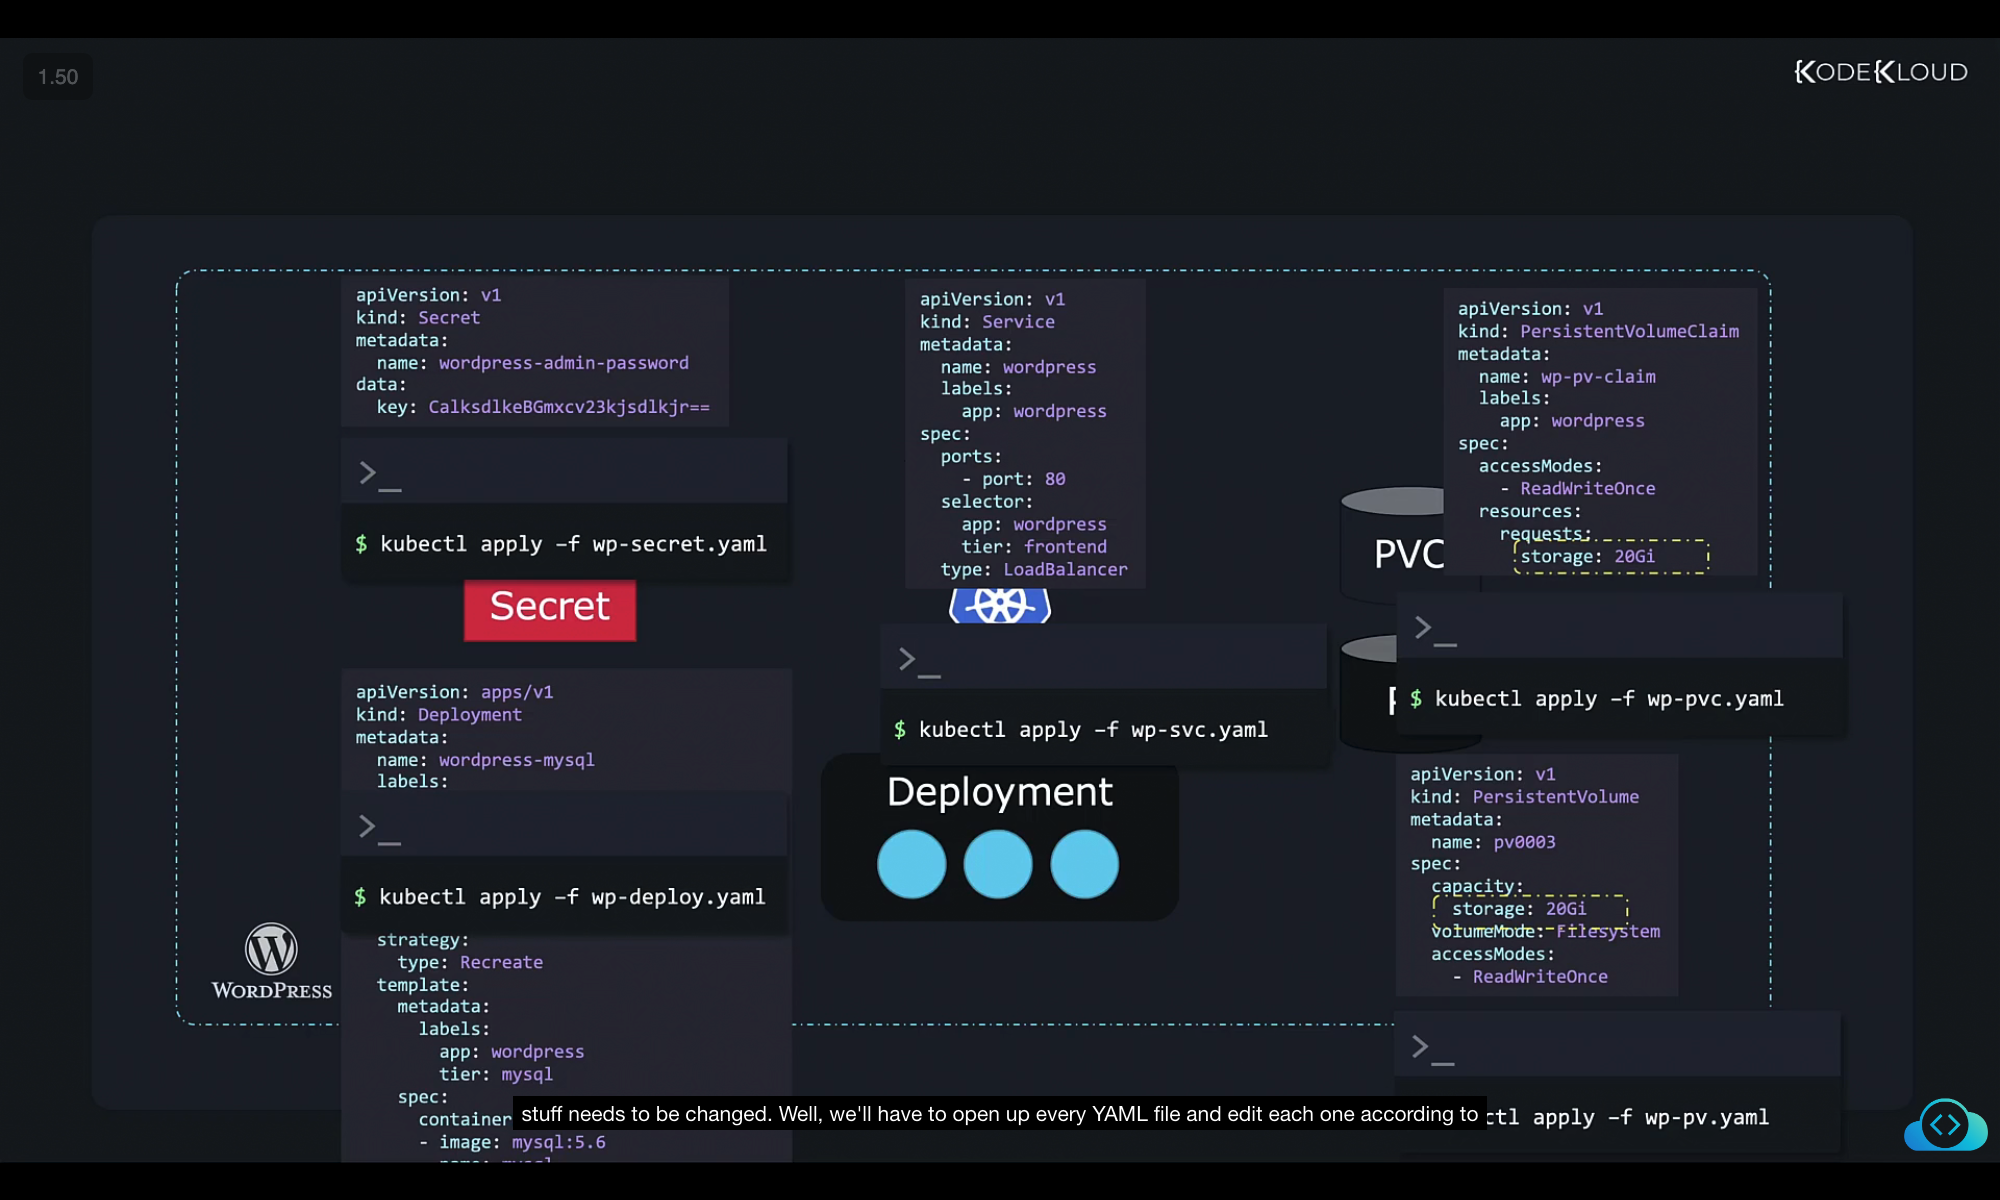 1.50
KODEKLOUD
apiVersion: v1
kind: Secret
metadata:
  name: wordpress-admin-password
data:
  key: CalksdlkeBGmxcv23kjsdlkjr==
>_
$ kubectl apply -f wp-secret.yaml
Secret
apiVersion: apps/v1
kind: Deployment
metadata:
  name: wordpress-mysql
  labels:
>_
$ kubectl apply -f wp-deploy.yaml
  strategy:
    type: Recreate
  template:
    metadata:
      labels:
        app: wordpress
        tier: mysql
    spec:
      container
      - image: mysql:5.6
WORDPRESS
apiVersion: v1
kind: Service
metadata:
  name: wordpress
  labels:
    app: wordpress
spec:
  ports:
    - port: 80
  selector:
    app: wordpress
    tier: frontend
  type: LoadBalancer
>_
$ kubectl apply -f wp-svc.yaml
Deployment
PVC
apiVersion: v1
kind: PersistentVolumeClaim
metadata:
  name: wp-pv-claim
  labels:
    app: wordpress
spec:
  accessModes:
    - ReadWriteOnce
  resources:
    requests:
      storage: 20Gi
>_
$ kubectl apply -f wp-pvc.yaml
apiVersion: v1
kind: PersistentVolume
metadata:
  name: pv0003
spec:
  capacity:
    storage: 20Gi
  volumeMode: Filesystem
  accessModes:
    - ReadWriteOnce
>_
ctl apply -f wp-pv.yaml
stuff needs to be changed. Well, we'll have to open up every YAML file and edit each one according to